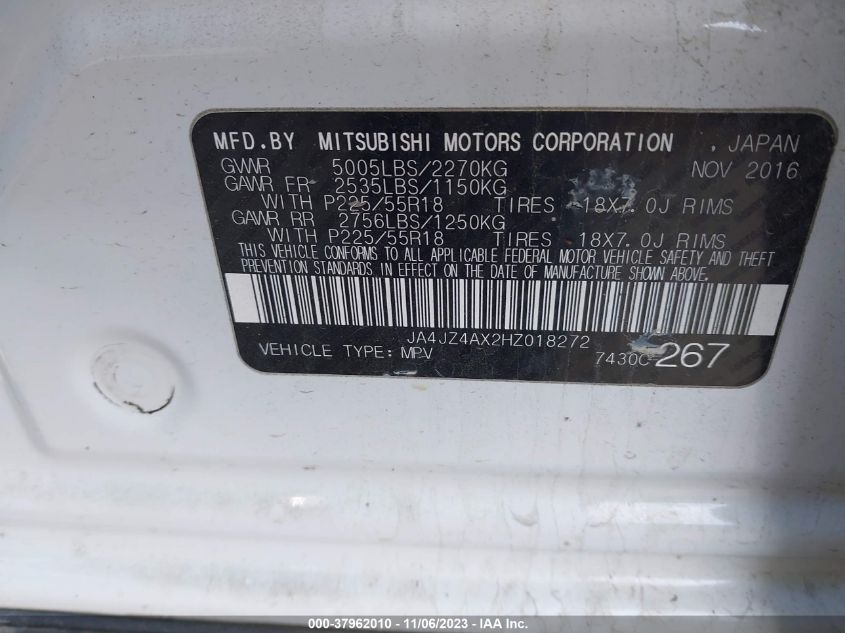 MFD.BY MITSUBISHI MOTORS CORPORATION , JAPAN
GVWR 5005LBS/2270KG NOV 2016
GAWR FR 2535LBS/1150KG
WITH P225/55R18 TIRES 18X7.0J RIMS
GAWR RR 2756LBS/1250KG
WITH P225/55R18 TIRES 18X7.0J RIMS
THIS VEHICLE CONFORMS TO ALL APPLICABLE FEDERAL MOTOR VEHICLE SAFETY AND THEFT
PREVENTION STANDARDS IN EFFECT ON THE DATE OF MANUFACTURE SHOWN ABOVE.
JA4JZ4AX2HZ018272
VEHICLE TYPE: MPV 7430C-267
000-37962010 - 11/06/2023 - IAA Inc.